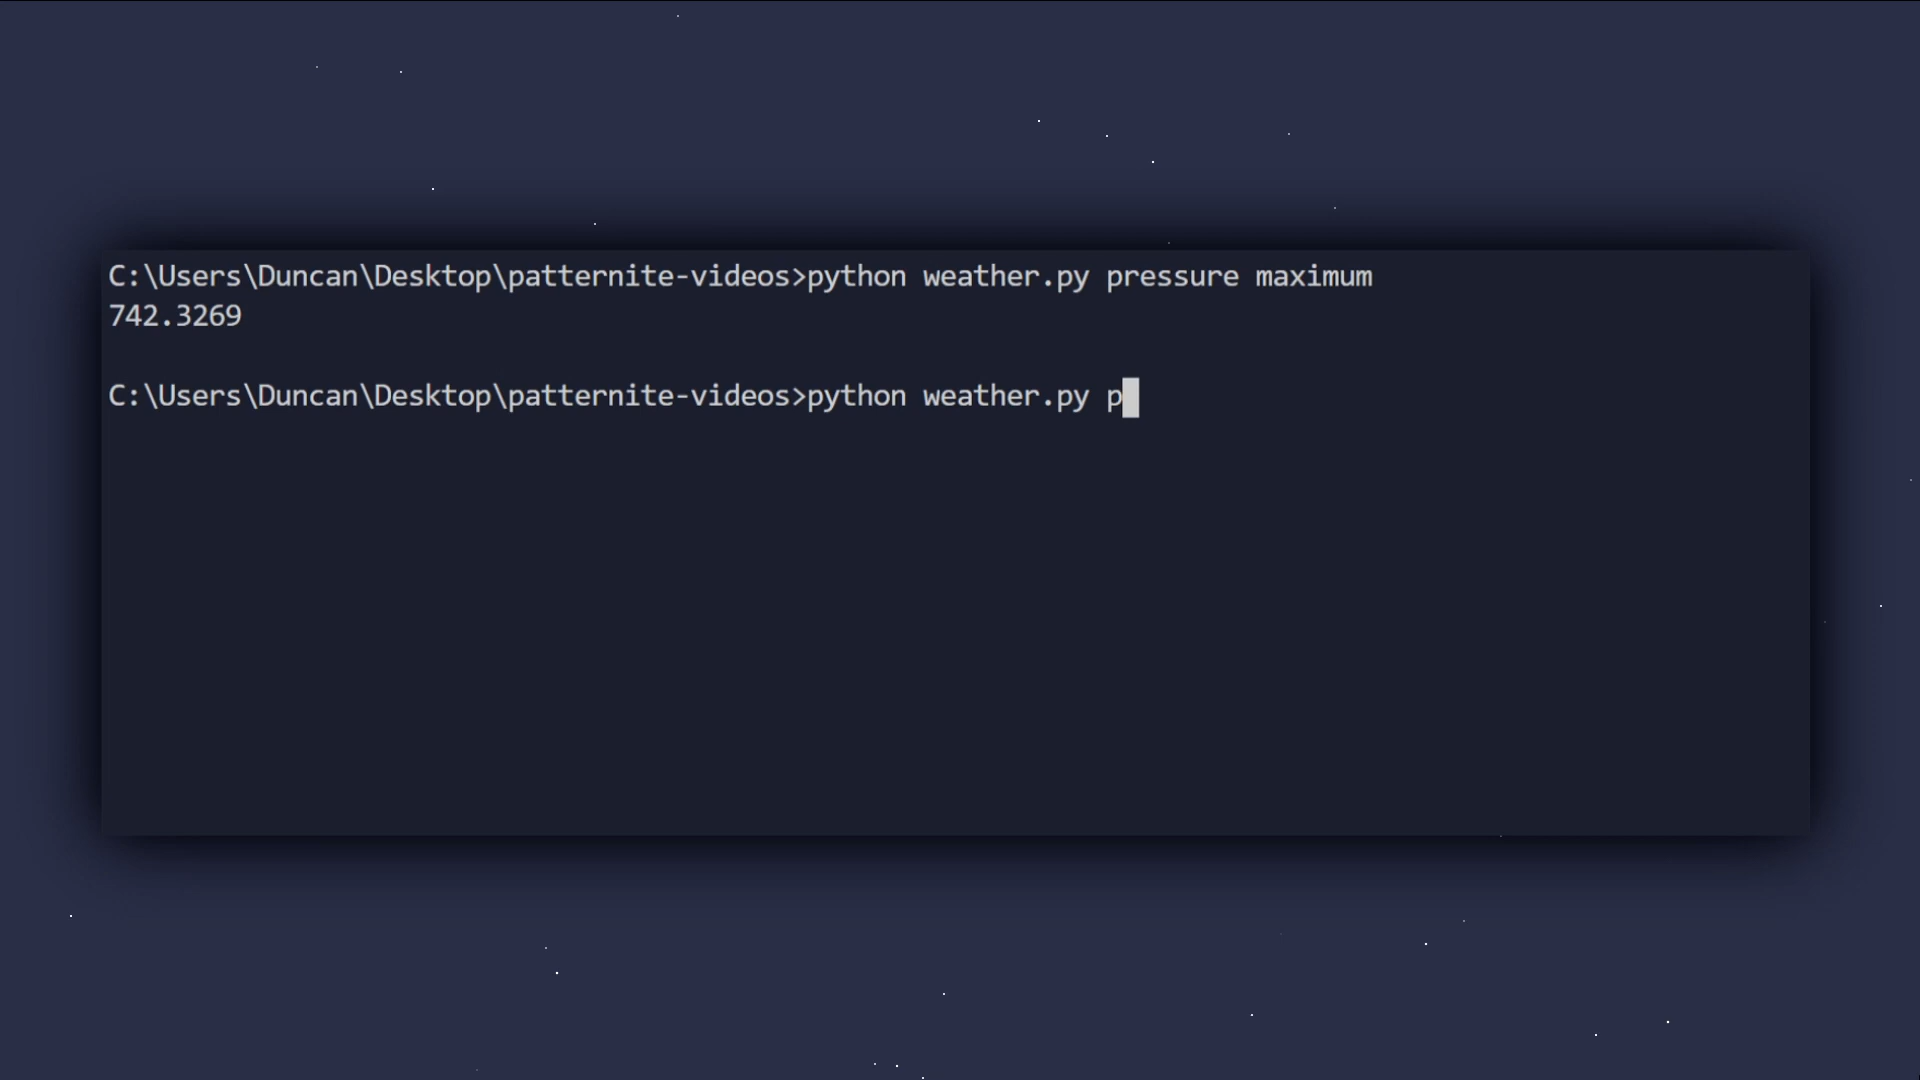 C:\Users\Duncan\Desktop\patternite-videos>python weather.py pressure maximum
742.3269
C:\Users\Duncan\Desktop\patternite-videos>python weather.py p